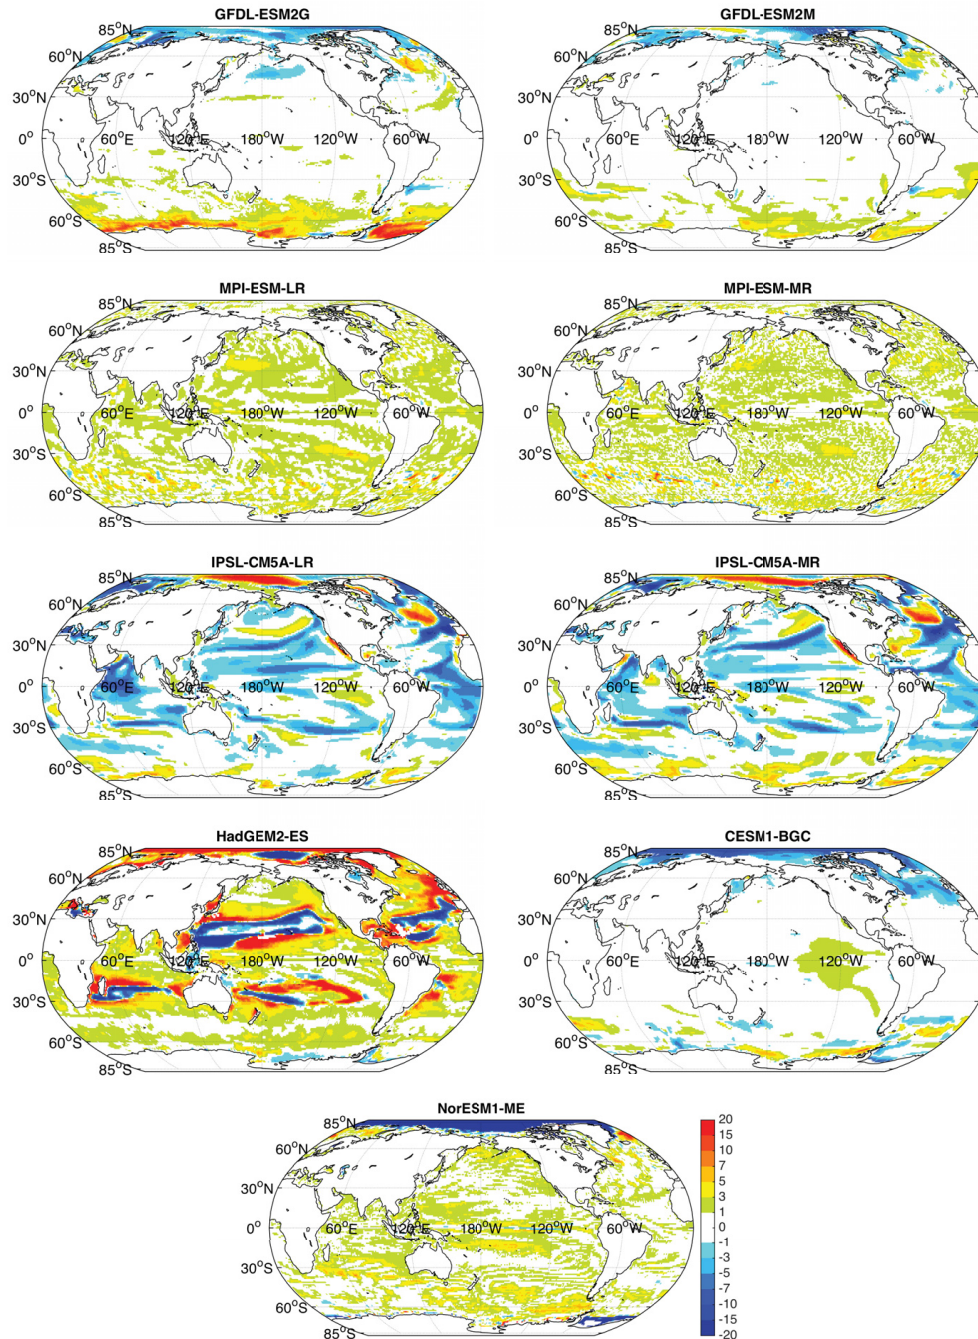 GFDL-ESM2G
85°N
60°N
30°N
0°
60°E 120°E 180°W 120°W 60°W
30°S
60°S
85°S
GFDL-ESM2M
85°N
60°N
30°N
0°
60°E 120°E 180°W 120°W 60°W
30°S
60°S
85°S
MPI-ESM-LR
85°N
60°N
30°N
0°
60°E 120°E 180°W 120°W 60°W
30°S
60°S
85°S
MPI-ESM-MR
85°N
60°N
30°N
0°
60°E 120°E 180°W 120°W 60°W
30°S
60°S
85°S
IPSL-CM5A-LR
85°N
60°N
30°N
0°
60°E 120°E 180°W 120°W 60°W
30°S
60°S
85°S
IPSL-CM5A-MR
85°N
60°N
30°N
0°
60°E 120°E 180°W 120°W 60°W
30°S
60°S
85°S
HadGEM2-ES
85°N
60°N
30°N
0°
60°E 120°E 180°W 120°W 60°W
30°S
60°S
85°S
CESM1-BGC
85°N
60°N
30°N
0°
60°E 120°E 180°W 120°W 60°W
30°S
60°S
85°S
NorESM1-ME
85°N
60°N
30°N
0°
60°E 120°E 180°W 120°W 60°W
30°S
60°S
85°S
20
15
10
7
5
3
1
0
-1
-3
-5
-7
-10
-15
-20